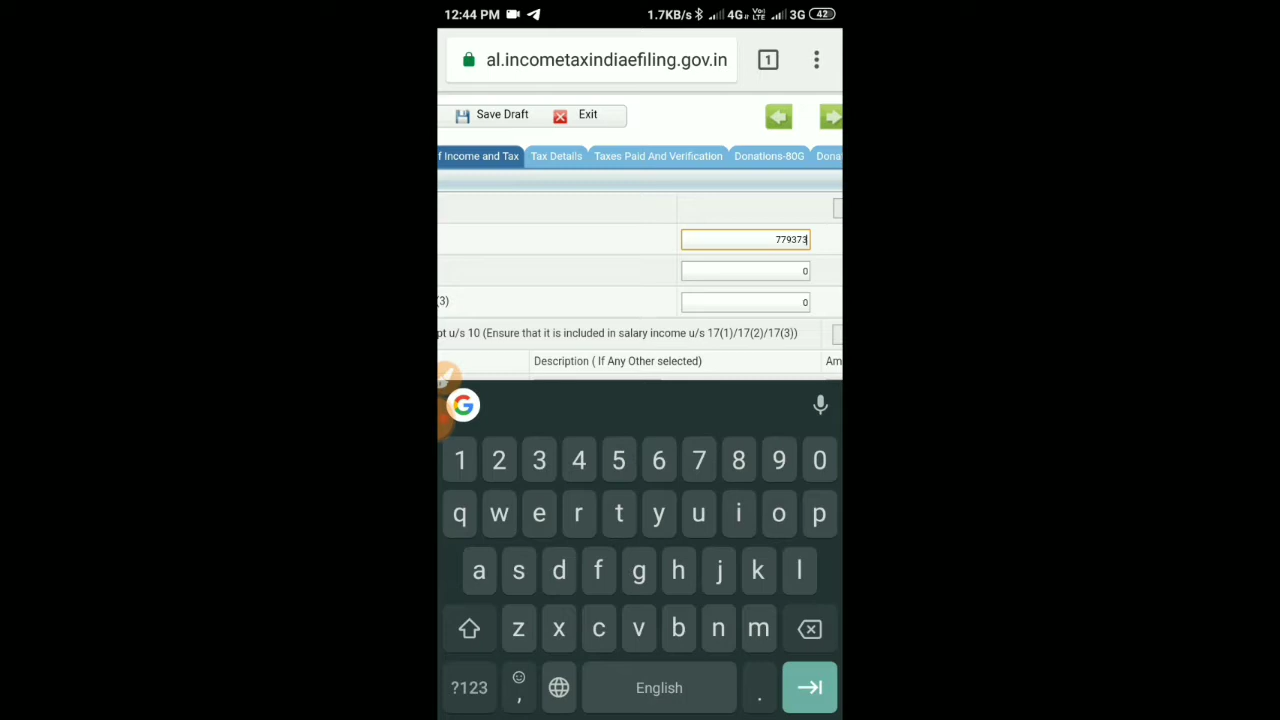 12:44 PM 1.7KB/s 4G Vo) LTE 3G 42
al.incometaxindiaefiling.gov.in 1
Save Draft Exit
f Income and Tax Tax Details Taxes Paid And Verification Donations-80G Dona
779373
0
(3) 0
pt u/s 10 (Ensure that it is included in salary income u/s 17(1)/17(2)/17(3))
Description ( If Any Other selected) Am
G
1 2 3 4 5 6 7 8 9 0
q w e r t y u i o p
a s d f g h j k l
z x c v b n m
?123 , English .